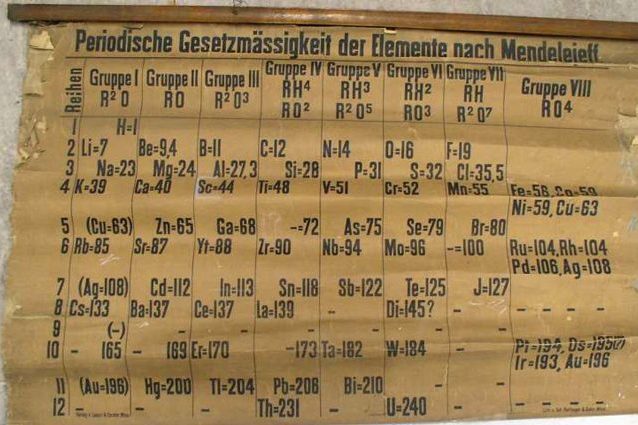 Periodische Gesetzmässigkeit der Elemente nach Mendelejeff
Reihen Gruppe I Gruppe II Gruppe III Gruppe IV Gruppe V Gruppe VI Gruppe VII Gruppe VIII
RH⁴ RH³ RH² RH
R²O RO R²O³ RO² R²O⁵ RO³ R²O⁷ RO⁴
1 H=1
2 Li=7 Be=9,4 B=11 C=12 N=14 O=16 F=19
3 Na=23 Mg=24 Al=27,3 Si=28 P=31 S=32 Cl=35,5
4 K=39 Ca=40 Sc=44 Ti=48 V=51 Cr=52 Mn=55 Fe=56, Co=59
Ni=59, Cu=63
5 (Cu=63) Zn=65 Ga=68 -=72 As=75 Se=79 Br=80
6 Rb=85 Sr=87 Yt=88 Zr=90 Nb=94 Mo=96 -=100 Ru=104, Rh=104
Pd=106, Ag=108
7 (Ag=108) Cd=112 In=113 Sn=118 Sb=122 Te=125 J=127
8 Cs=133 Ba=137 Ce=137 La=139 - Di=145? - - - - -
9 (-) - - - - - -
10 - 165 - 169 Er=170 -173 Ta=182 W=184 - Pt=194, Os=195(?)
Ir=193, Au=196
11 (Au=196) Hg=200 Tl=204 Pb=206 Bi=210 - -
12 - - - Th=231 - U=240 - - - - -